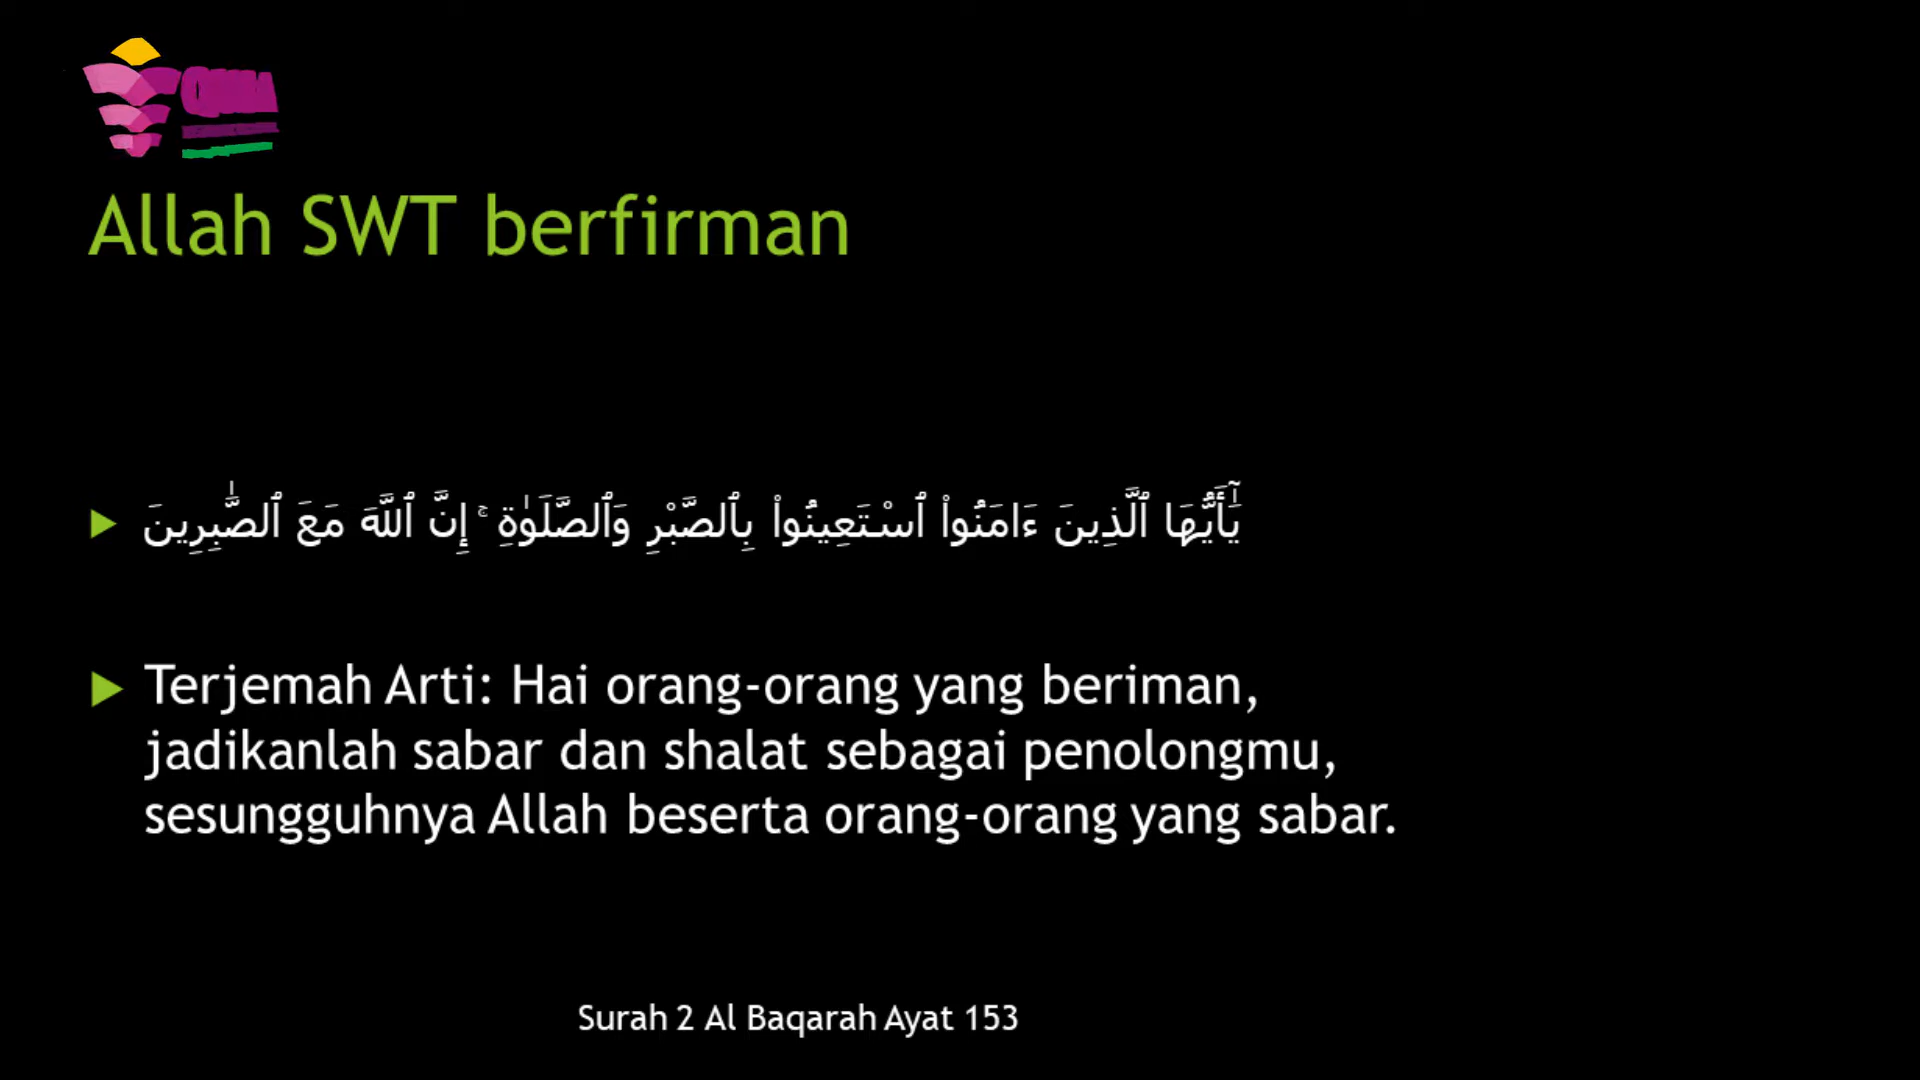 Allah SWT berfirman
يَٰٓأَيُّهَا ٱلَّذِينَ ءَامَنُوا۟ ٱسْتَعِينُوا۟ بِٱلصَّبْرِ وَٱلصَّلَوٰةِ ۚ إِنَّ ٱللَّهَ مَعَ ٱلصَّٰبِرِينَ
Terjemah Arti: Hai orang-orang yang beriman,
jadikanlah sabar dan shalat sebagai penolongmu,
sesungguhnya Allah beserta orang-orang yang sabar.
Surah 2 Al Baqarah Ayat 153